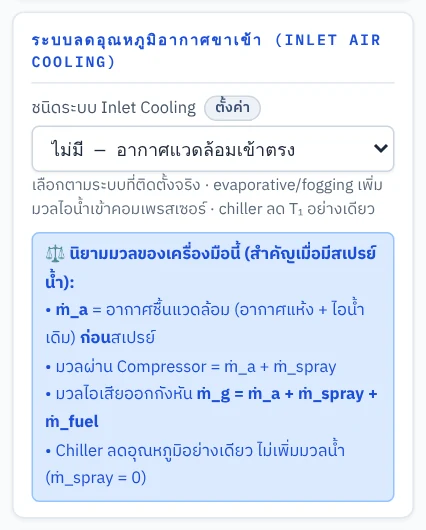 ระบบลดอุณหภูมิอากาศขาเข้า (INLET AIR
COOLING)
ชนิดระบบ Inlet Cooling ตั้งค่า
ไม่มี — อากาศแวดล้อมเข้าตรง
เลือกตามระบบที่ติดตั้งจริง · evaporative/fogging เพิ่ม
มวลไอน้ำเข้าคอมเพรสเซอร์ · chiller ลด T₁ อย่างเดียว
⚖️ นิยามมวลของเครื่องมือนี้ (สำคัญเมื่อมีสเปรย์
น้ำ):
• ṁ_a = อากาศชื้นแวดล้อม (อากาศแห้ง + ไอน้ำ
เดิม) ก่อนสเปรย์
• มวลผ่าน Compressor = ṁ_a + ṁ_spray
• มวลไอเสียออกกังหัน ṁ_g = ṁ_a + ṁ_spray +
ṁ_fuel
• Chiller ลดอุณหภูมิอย่างเดียว ไม่เพิ่มมวลน้ำ
(ṁ_spray = 0)